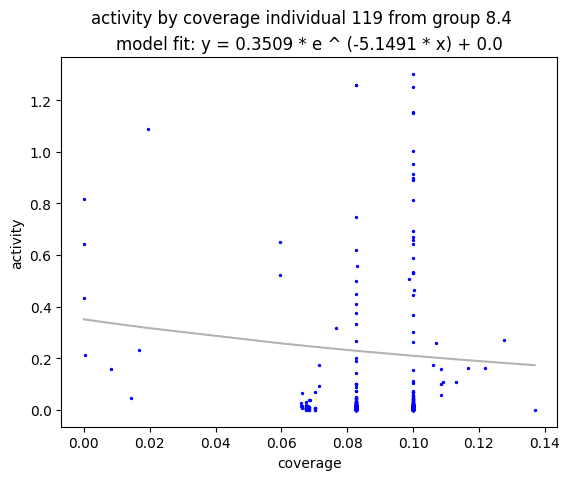 activity by coverage individual 119 from group 8.4
model fit: y = 0.3509 * e ^ (-5.1491 * x) + 0.0
1.2
1.0
0.8
0.6
0.4
0.2
0.0
activity
0.00 0.02 0.04 0.06 0.08 0.10 0.12 0.14
coverage